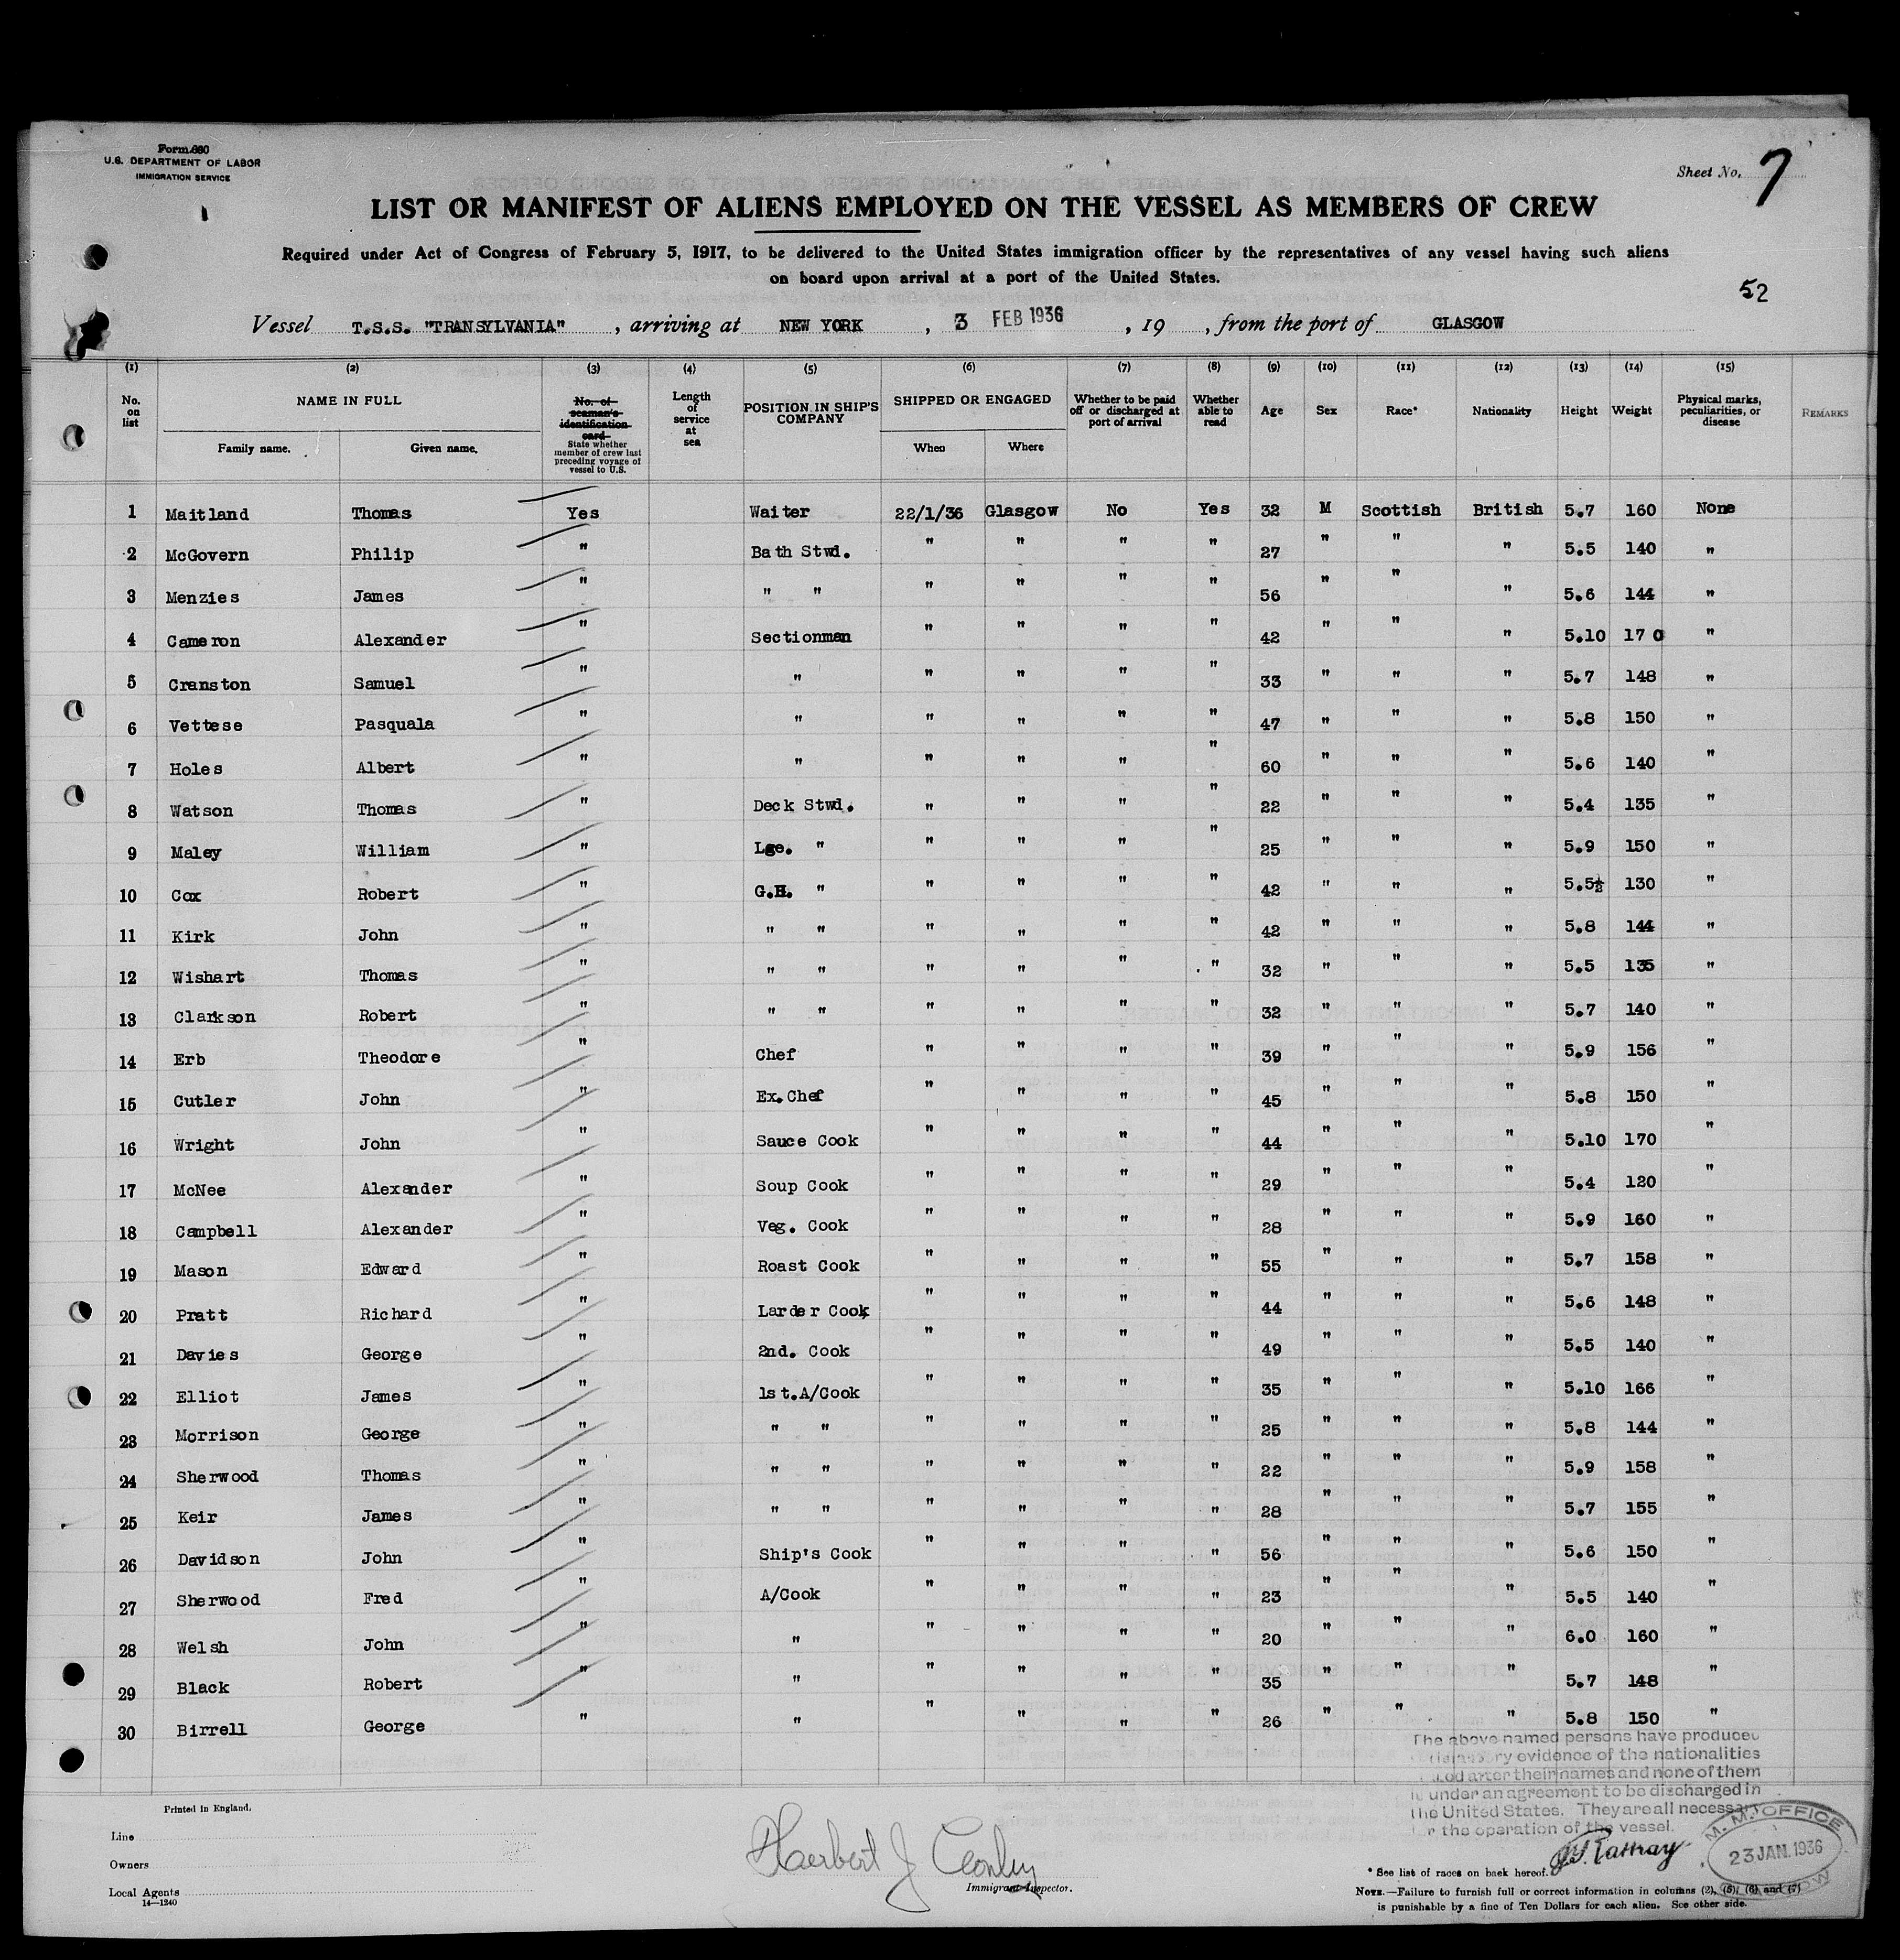 Form 680
U.S. DEPARTMENT OF LABOR
IMMIGRATION SERVICE
Sheet No. 7
LIST OR MANIFEST OF ALIENS EMPLOYED ON THE VESSEL AS MEMBERS OF CREW
Required under Act of Congress of February 5, 1917, to be delivered to the United States immigration officer by the representatives of any vessel having such aliens
on board upon arrival at a port of the United States.
52
Vessel T.S.S. "TRANSYLVANIA", arriving at NEW YORK, 3 FEB 1936, 19 , from the port of GLASGOW
(1) (2) (3) (4) (5) (6) (7) (8) (9) (10) (11) (12) (13) (14) (15)
No. on list NAME IN FULL Family name. Given name. No. of seaman's identification card State whether member of crew last preceding voyage of vessel to U.S. Length of service at sea POSITION IN SHIP'S COMPANY SHIPPED OR ENGAGED When Where Whether to be paid off or discharged at port of arrival Whether able to read Age Sex Race* Nationality Height Weight Physical marks, peculiarities, or disease REMARKS
1 Maitland Thomas Yes Waiter 22/1/36 Glasgow No Yes 32 M Scottish British 5.7 160 None
2 McGovern Philip " Bath Stwd. " " " " 27 " " " 5.5 140 "
3 Menzies James " " " " " " " 56 " " " 5.6 144 "
4 Cameron Alexander " Sectionman " " " " 42 " " " 5.10 170 "
5 Cranston Samuel " " " " " " 33 " " " 5.7 148 "
6 Vettese Pasquala " " " " " " 47 " " " 5.8 150 "
7 Holes Albert " " " " " " 60 " " " 5.6 140 "
8 Watson Thomas " Deck Stwd. " " " " 22 " " " 5.4 135 "
9 Maley William " Lge. " " " " " 25 " " " 5.9 150 "
10 Cox Robert " G.H. " " " " " 42 " " " 5.5½ 130 "
11 Kirk John " " " " " " " 42 " " " 5.8 144 "
12 Wishart Thomas " " " " " " " 32 " " " 5.5 135 "
13 Clarkson Robert " " " " " " " 32 " " " 5.7 140 "
14 Erb Theodore " Chef " " " " 39 " " " 5.9 156 "
15 Cutler John " Ex.Chef " " " " 45 " " " 5.8 150 "
16 Wright John " Sauce Cook " " " " 44 " " " 5.10 170 "
17 McNee Alexander " Soup Cook " " " " 29 " " " 5.4 120 "
18 Campbell Alexander " Veg. Cook " " " " 28 " " " 5.9 160 "
19 Mason Edward " Roast Cook " " " " 55 " " " 5.7 158 "
20 Pratt Richard " Larder Cook " " " " 44 " " " 5.6 148 "
21 Davies George " 2nd. Cook " " " " 49 " " " 5.5 140 "
22 Elliot James " 1st.A/Cook " " " " 35 " " " 5.10 166 "
23 Morrison George " " " " " " " 25 " " " 5.8 144 "
24 Sherwood Thomas " " " " " " " 22 " " " 5.9 158 "
25 Keir James " " " " " " " 28 " " " 5.7 155 "
26 Davidson John " Ship's Cook " " " " 56 " " " 5.6 150 "
27 Sherwood Fred " A/Cook " " " " 23 " " " 5.5 140 "
28 Welsh John " " " " " " 20 " " " 6.0 160 "
29 Black Robert " " " " " " 35 " " " 5.7 148 "
30 Birrell George " " " " " " 26 " " " 5.8 150 "
The above named persons have produced
evidence of the nationalities
after their names and none of them
under an agreement to be discharged in
the United States. They are all necessary
for the operation of the vessel.
Printed in England.
Line
Owners
Local Agents
14—1240
Herbert J
Immigrant Inspector.
M.M. OFFICE
23 JAN. 1936
GLASGOW
* See list of races on back hereof.
NOTE.—Failure to furnish full or correct information in columns (2), (5), (6) and (7)
is punishable by a fine of Ten Dollars for each alien. See other side.